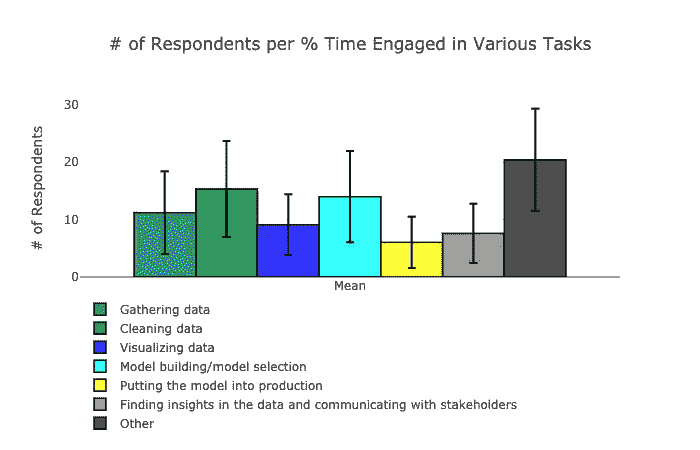 # of Respondents per % Time Engaged in Various Tasks
# of Respondents
30
20
10
0
Mean
Gathering data
Cleaning data
Visualizing data
Model building/model selection
Putting the model into production
Finding insights in the data and communicating with stakeholders
Other